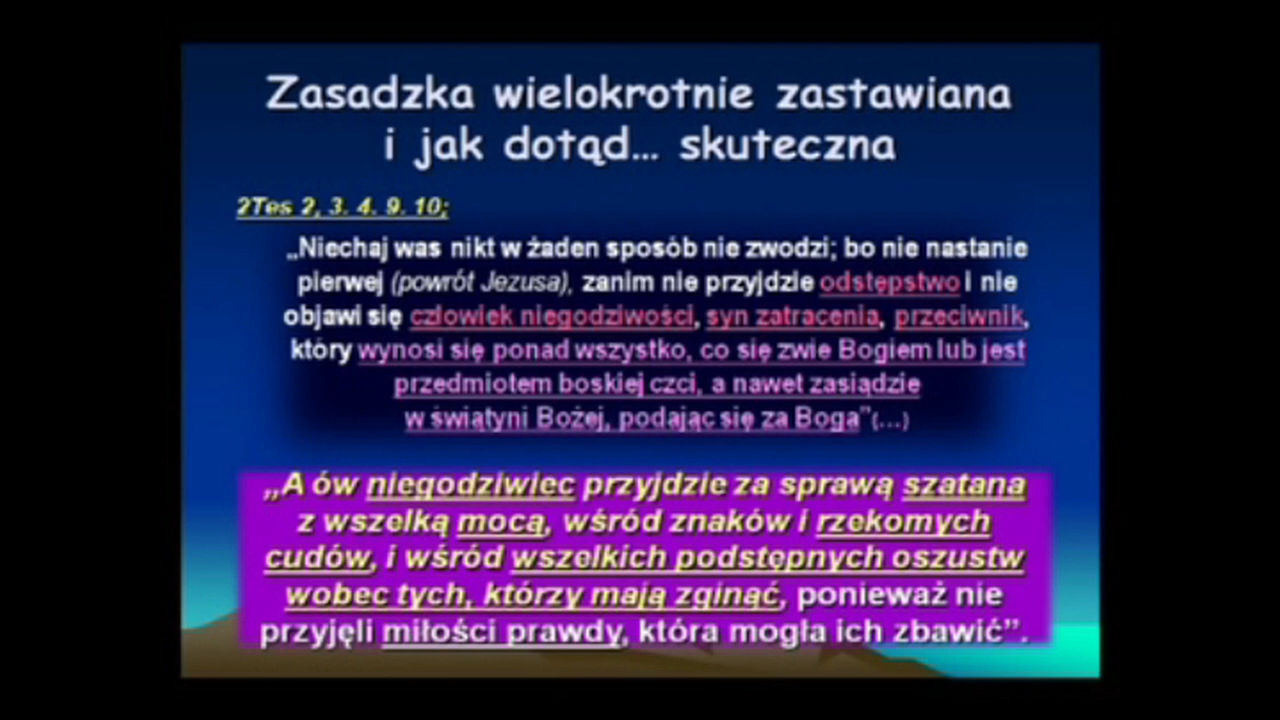 Zasadzka wielokrotnie zastawiana
i jak dotąd... skuteczna
2Tes 2, 3. 4. 9. 10;
„Niechaj was nikt w żaden sposób nie zwodzi; bo nie nastanie
pierwej (powrót Jezusa), zanim nie przyjdzie odstępstwo i nie
objawi się człowiek niegodziwości, syn zatracenia, przeciwnik,
który wynosi się ponad wszystko, co się zwie Bogiem lub jest
przedmiotem boskiej czci, a nawet zasiądzie
w świątyni Bożej, podając się za Boga”(...)
„A ów niegodziwiec przyjdzie za sprawą szatana
z wszelką mocą, wśród znaków i rzekomych
cudów, i wśród wszelkich podstępnych oszustw
wobec tych, którzy mają zginąć, ponieważ nie
przyjęli miłości prawdy, która mogła ich zbawić”.